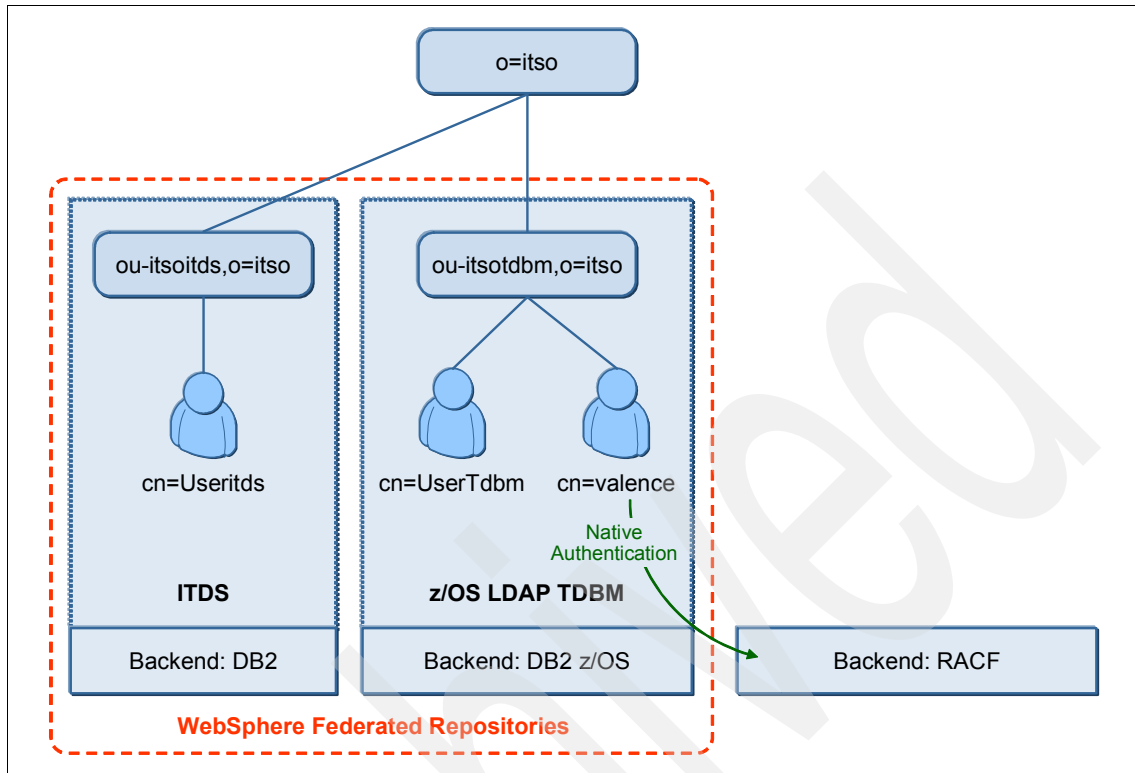 o=itso
ou-itsoitds,o=itso
ou-itsotdbm,o=itso
cn=Useritds
cn=UserTdbm
cn=valence
Native
Authentication
ITDS
z/OS LDAP TDBM
Backend: DB2
Backend: DB2 z/OS
Backend: RACF
WebSphere Federated Repositories